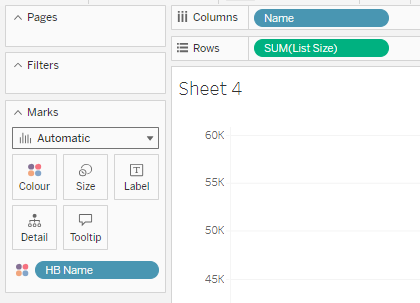 Pages
Columns
Name
Rows
SUM(List Size)
Filters
Sheet 4
Marks
Automatic
Colour
Size
Label
Detail
Tooltip
HB Name
60K
55K
50K
45K